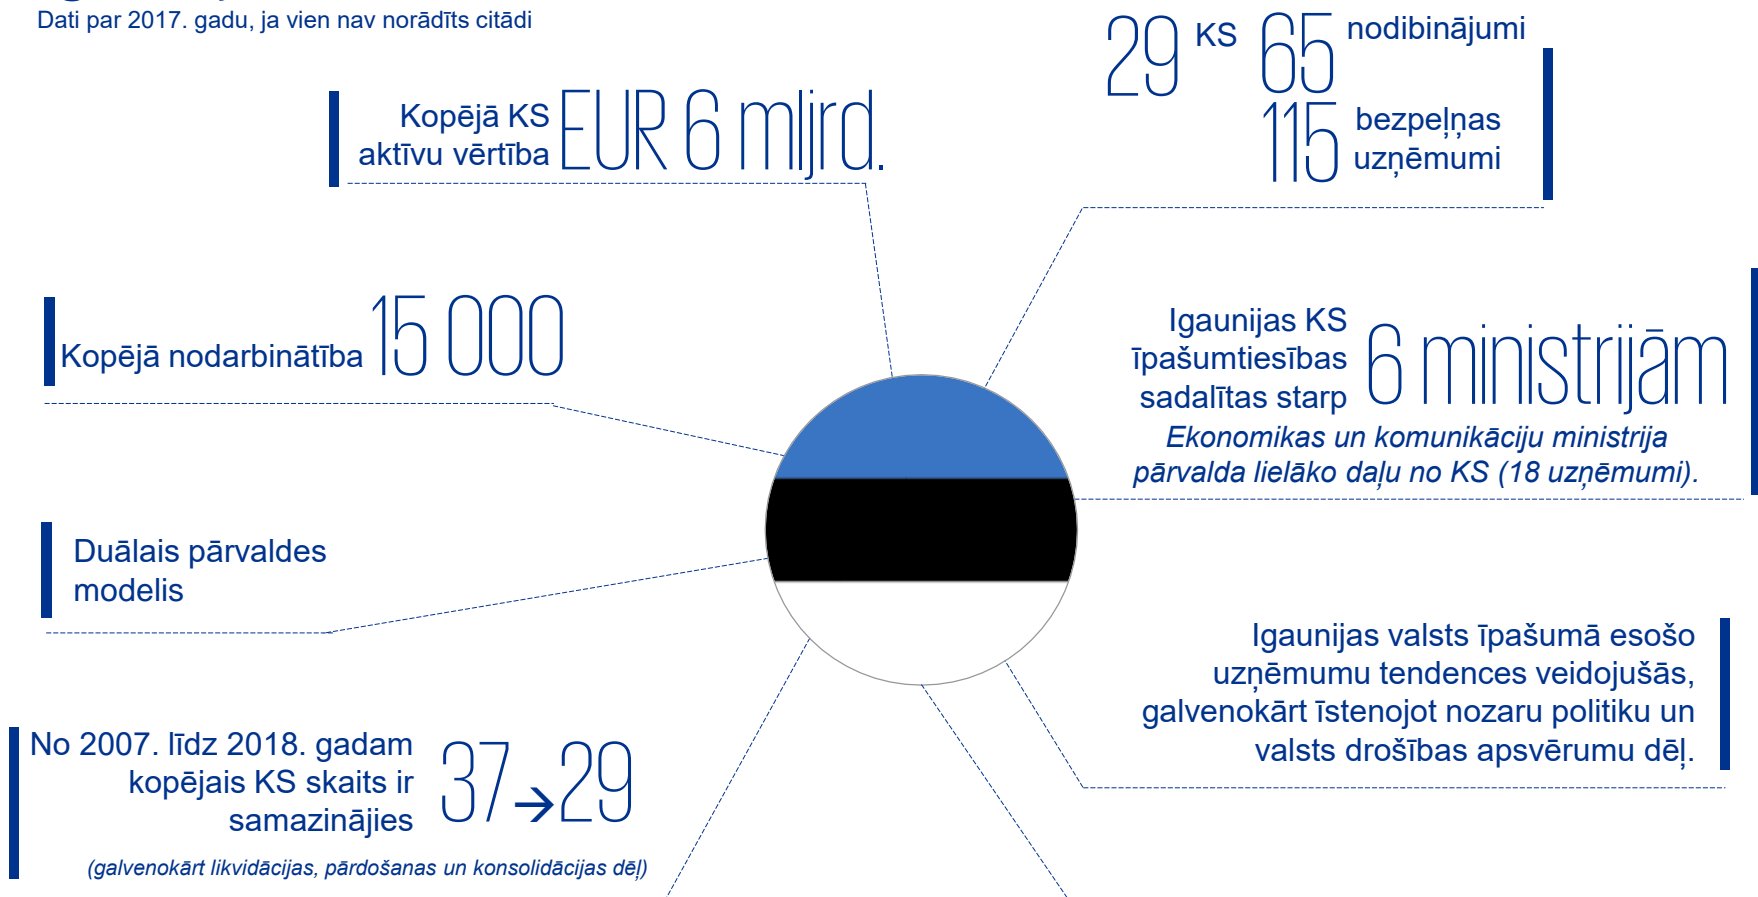 Dati par 2017. gadu, ja vien nav norādīts citādi
29 KS 65 nodibinājumi
115 bezpeļņas
uzņēmumi
Kopējā KS
aktīvu vērtība EUR 6 mljrd.
Kopējā nodarbinātība 15 000
Igaunijas KS
īpašumtiesības
sadalītas starp 6 ministrijām
Ekonomikas un komunikāciju ministrija
pārvalda lielāko daļu no KS (18 uzņēmumi).
Duālais pārvaldes
modelis
Igaunijas valsts īpašumā esošo
uzņēmumu tendences veidojušās,
galvenokārt īstenojot nozaru politiku un
valsts drošības apsvērumu dēļ.
No 2007. līdz 2018. gadam
kopējais KS skaits ir
samazinājies 37→29
(galvenokārt likvidācijas, pārdošanas un konsolidācijas dēļ)